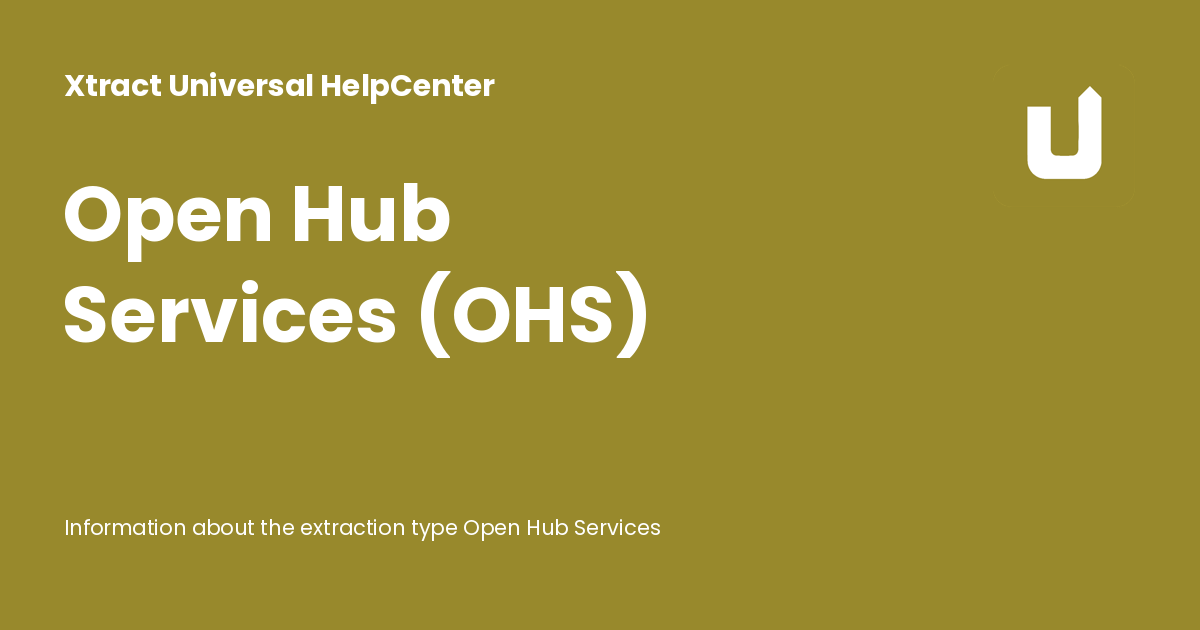 Xtract Universal HelpCenter
Open Hub
Services (OHS)
Information about the extraction type Open Hub Services